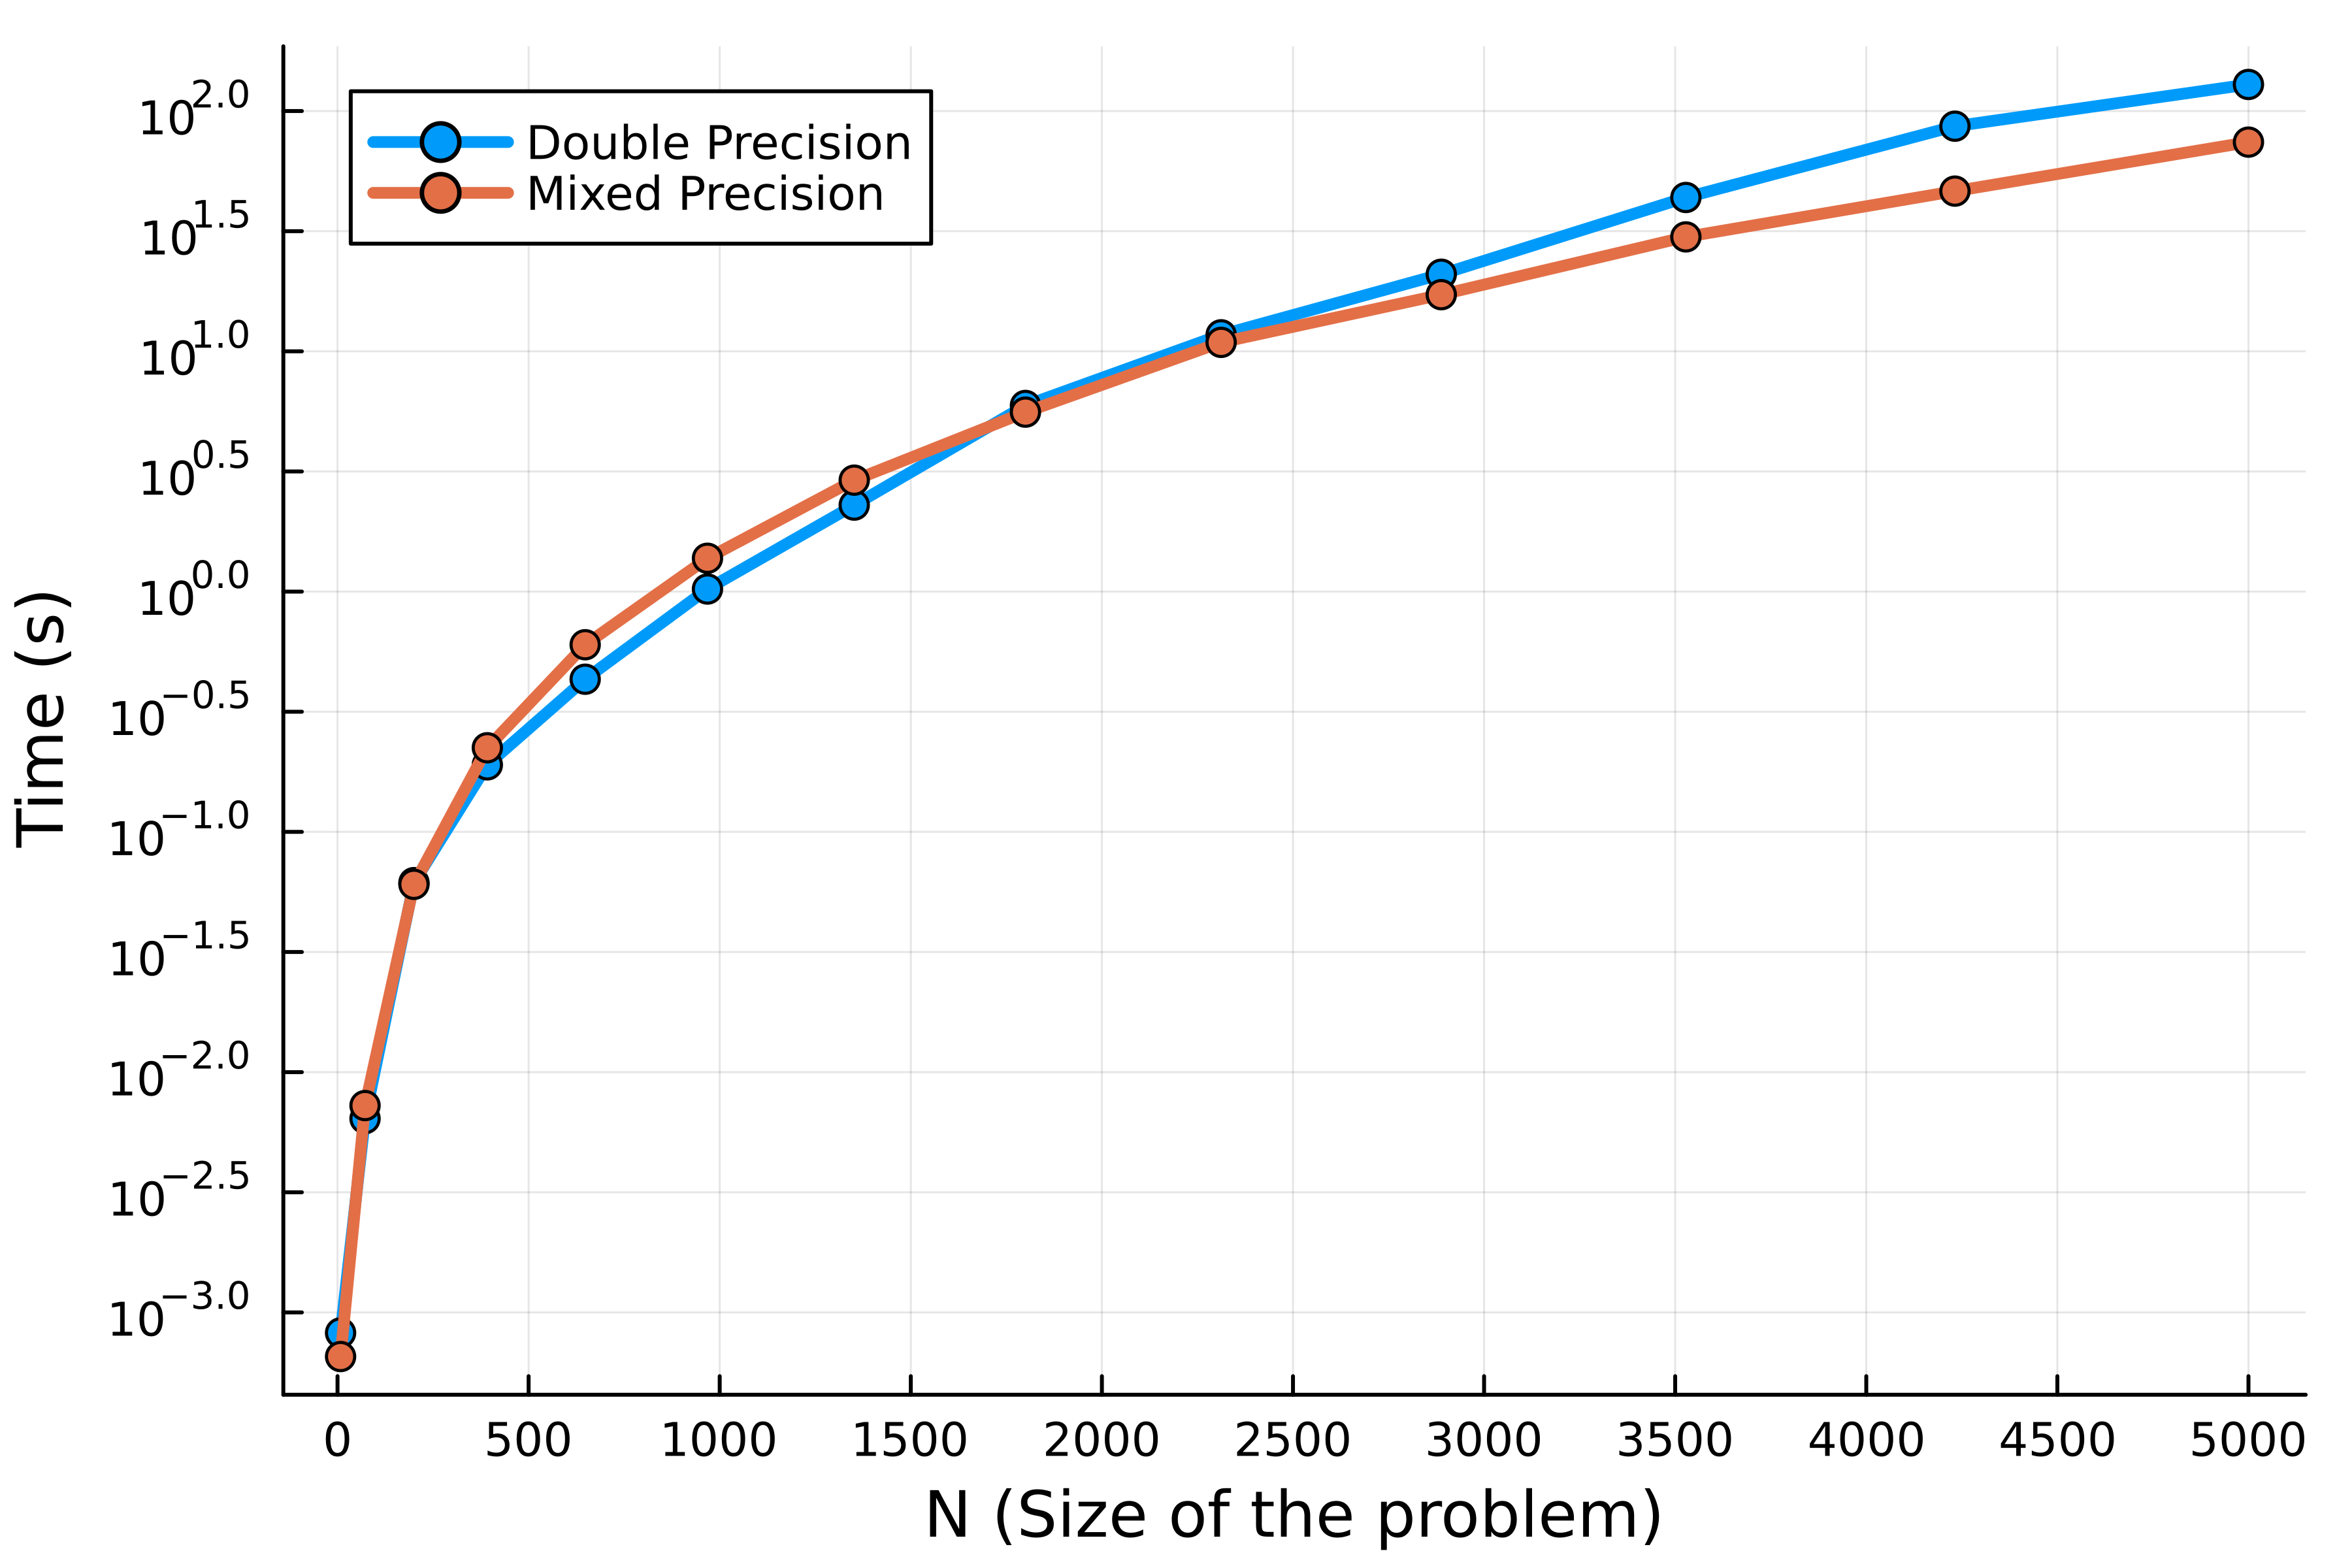 10^2.0
Double Precision
Mixed Precision
10^1.5
10^1.0
10^0.5
10^0.0
10^−0.5
10^−1.0
10^−1.5
10^−2.0
10^−2.5
10^−3.0
Time (s)
0 500 1000 1500 2000 2500 3000 3500 4000 4500 5000
N (Size of the problem)